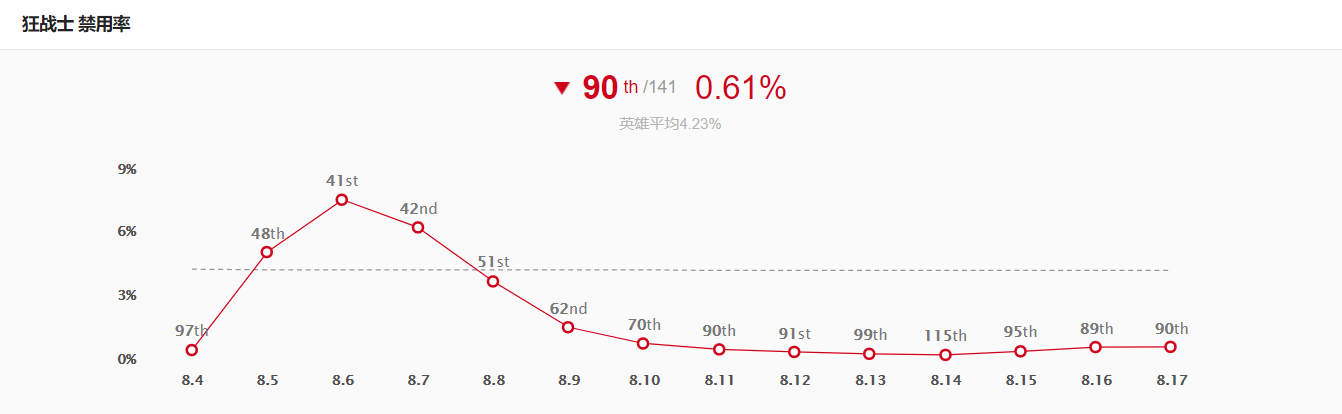 狂战士 禁用率
▼ 90 th /141 0.61%
英雄平均4.23%
9%
41st
42nd
6%
48th
51st
3%
62nd
97th
70th
90th
91st
99th
115th
95th
89th
90th
0%
8.4 8.5 8.6 8.7 8.8 8.9 8.10 8.11 8.12 8.13 8.14 8.15 8.16 8.17